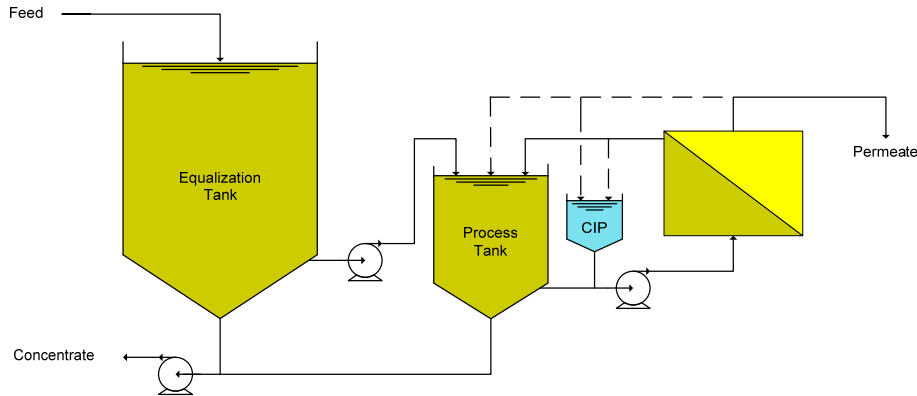 Feed
Equalization
Tank
Process
Tank
CIP
Permeate
Concentrate